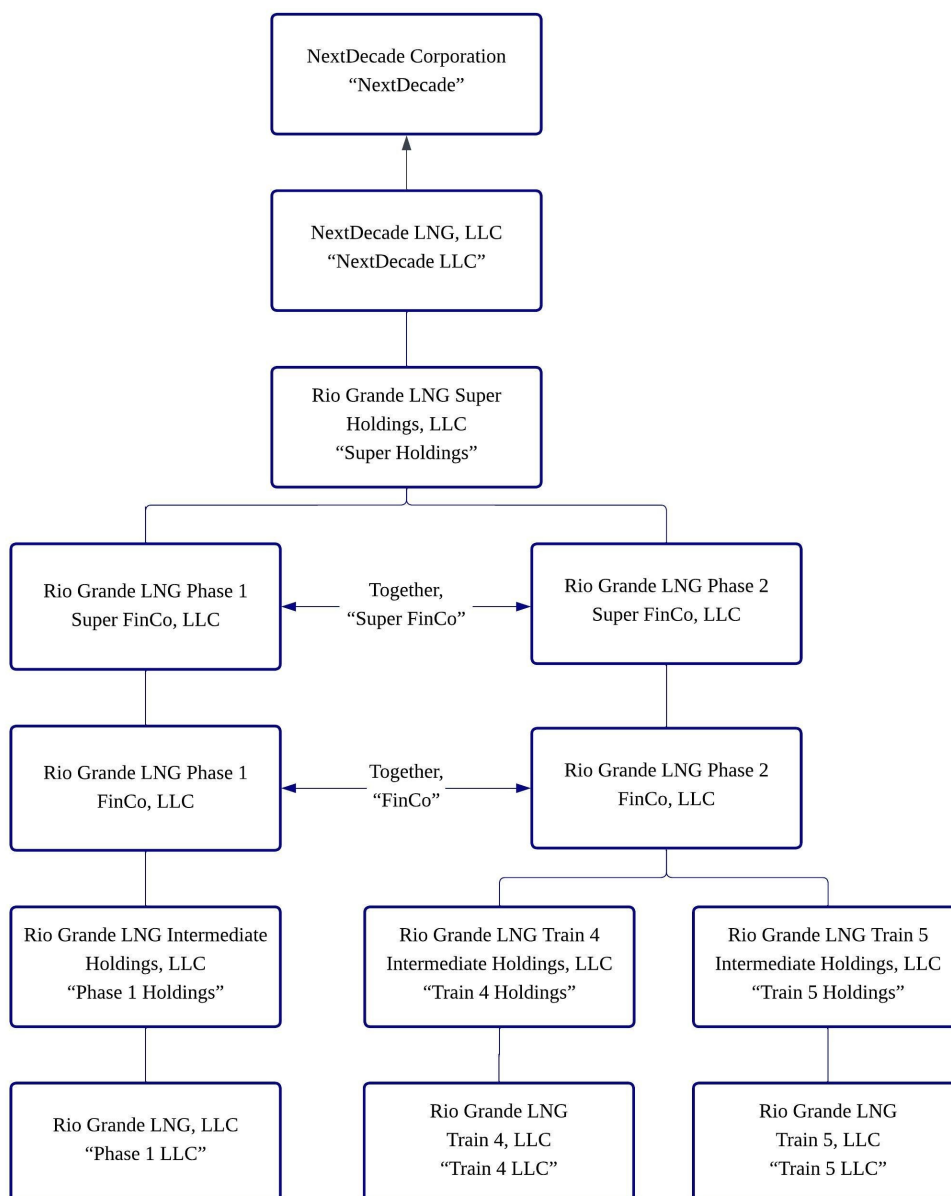 NextDecade Corporation
“NextDecade”
NextDecade LNG, LLC
“NextDecade LLC”
Rio Grande LNG Super
Holdings, LLC
“Super Holdings”
Rio Grande LNG Phase 1
Super FinCo, LLC
Together,
“Super FinCo”
Rio Grande LNG Phase 2
Super FinCo, LLC
Rio Grande LNG Phase 1
FinCo, LLC
Together,
“FinCo”
Rio Grande LNG Phase 2
FinCo, LLC
Rio Grande LNG Intermediate
Holdings, LLC
“Phase 1 Holdings”
Rio Grande LNG Train 4
Intermediate Holdings, LLC
“Train 4 Holdings”
Rio Grande LNG Train 5
Intermediate Holdings, LLC
“Train 5 Holdings”
Rio Grande LNG, LLC
“Phase 1 LLC”
Rio Grande LNG
Train 4, LLC
“Train 4 LLC”
Rio Grande LNG
Train 5, LLC
“Train 5 LLC”